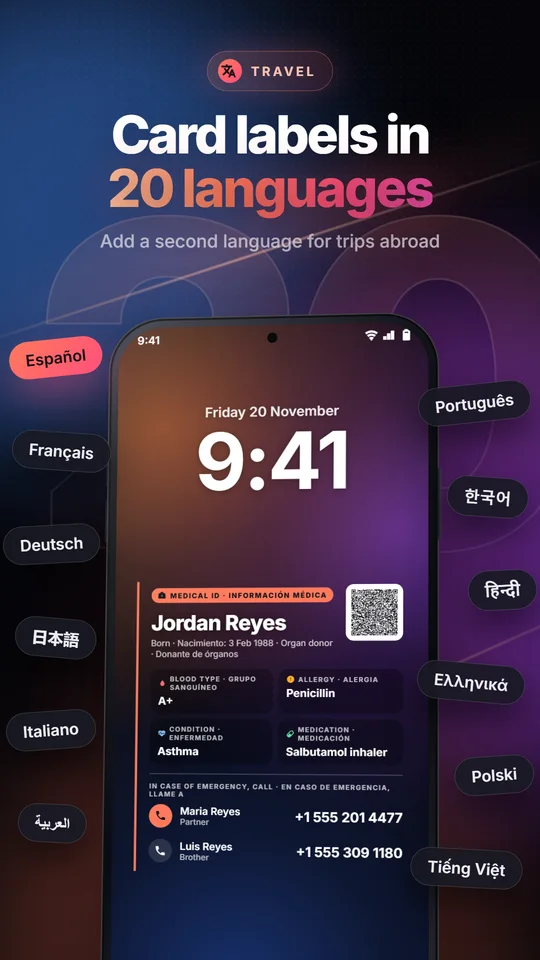 TRAVEL
Card labels in
20 languages
Add a second language for trips abroad
20
9:41
Español
Français
Deutsch
日本語
Italiano
العربية
Friday 20 November
9:41
MEDICAL ID · INFORMACIÓN MÉDICA
Jordan Reyes
Born · Nacimiento: 3 Feb 1988 · Organ donor
· Donante de órganos
BLOOD TYPE · GRUPO
SANGUÍNEO
A+
ALLERGY · ALERGIA
Penicillin
CONDITION ·
ENFERMEDAD
Asthma
MEDICATION ·
MEDICACIÓN
Salbutamol inhaler
IN CASE OF EMERGENCY, CALL · EN CASO DE EMERGENCIA,
LLAME A
Maria Reyes
Partner
+1 555 201 4477
Luis Reyes
Brother
+1 555 309 1180
Português
한국어
हिन्दी
Ελληνικά
Polski
Tiếng Việt